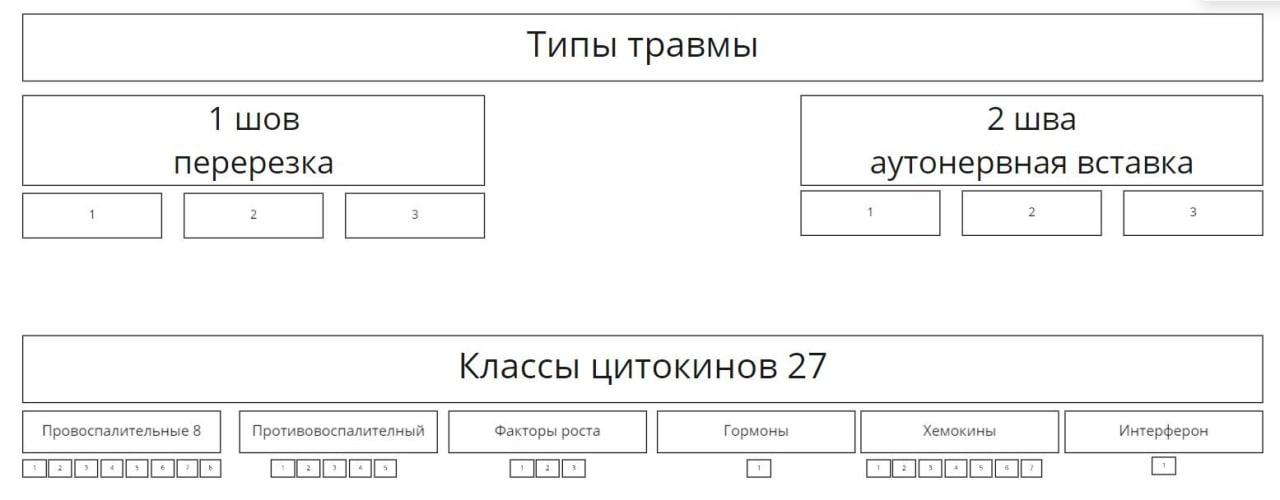 Типы травмы
1 шов
перерезка
2 шва
аутонервная вставка
1 2 3
1 2 3
Классы цитокинов 27
Провоспалительные 8 Противовоспалителный Факторы роста Гормоны Хемокины Интерферон
1 2 3 4 5 6 7 8 1 2 3 4 5 1 2 3 1 1 2 3 4 5 6 7 1